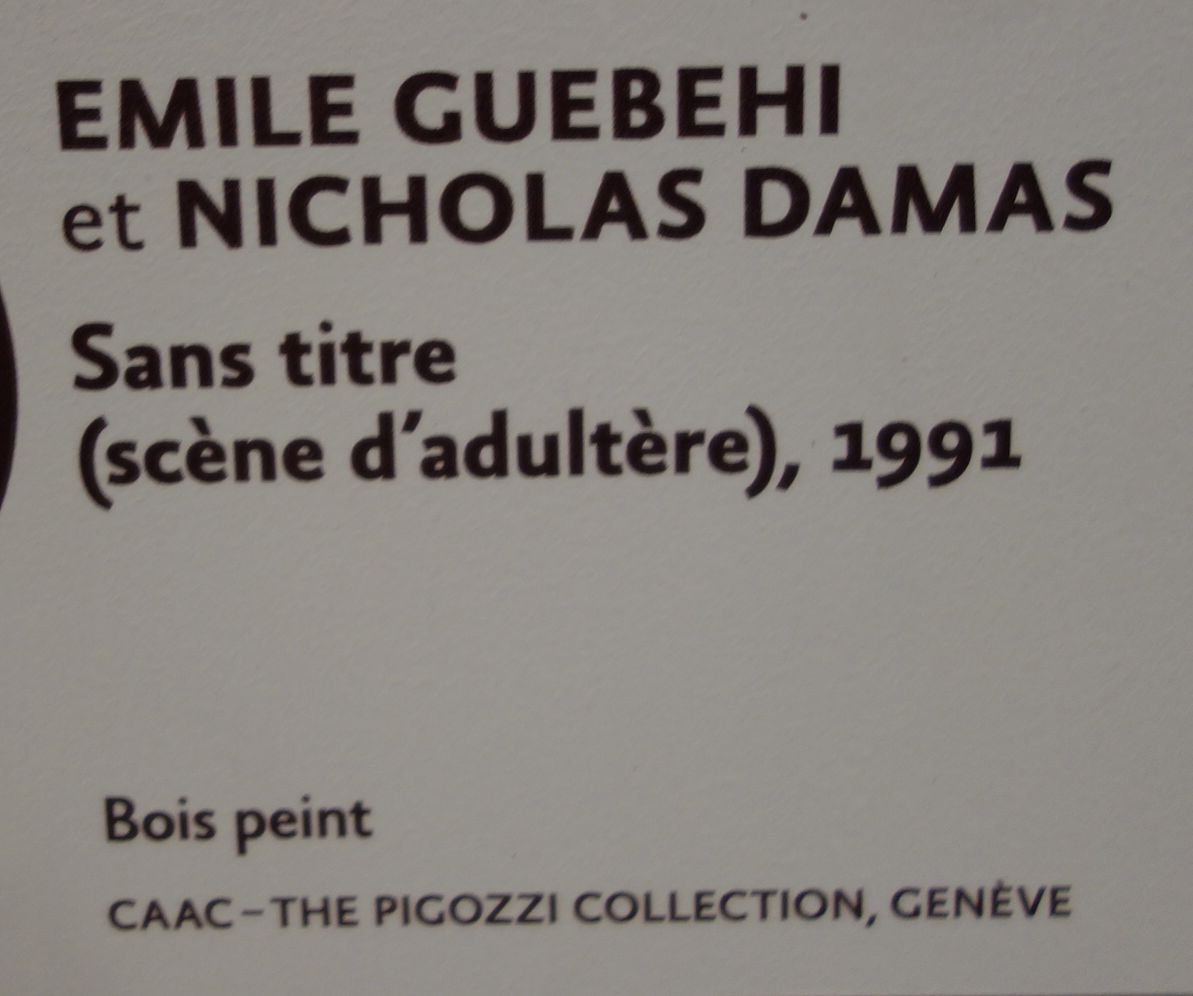 EMILE GUEBEHI
et NICHOLAS DAMAS
Sans titre
(scène d'adultère), 1991
Bois peint
CAAC – THE PIGOZZI COLLECTION, GENÈVE